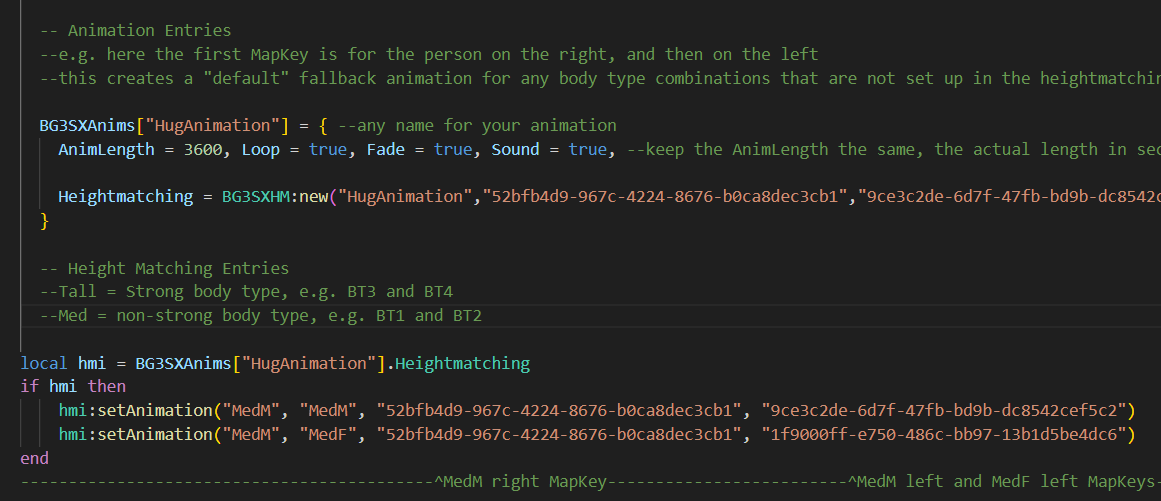 -- Animation Entries
--e.g. here the first MapKey is for the person on the right, and then on the left
--this creates a "default" fallback animation for any body type combinations that are not set up in the heightmatchin
BG3SXAnims["HugAnimation"] = { --any name for your animation
AnimLength = 3600, Loop = true, Fade = true, Sound = true, --keep the AnimLength the same, the actual length in sec
Heightmatching = BG3SXHM:new("HugAnimation","52bfb4d9-967c-4224-8676-b0ca8dec3cb1","9ce3c2de-6d7f-47fb-bd9b-dc8542c
}
-- Height Matching Entries
--Tall = Strong body type, e.g. BT3 and BT4
--Med = non-strong body type, e.g. BT1 and BT2
local hmi = BG3SXAnims["HugAnimation"].Heightmatching
if hmi then
hmi:setAnimation("MedM", "MedM", "52bfb4d9-967c-4224-8676-b0ca8dec3cb1", "9ce3c2de-6d7f-47fb-bd9b-dc8542cef5c2")
hmi:setAnimation("MedM", "MedF", "52bfb4d9-967c-4224-8676-b0ca8dec3cb1", "1f9000ff-e750-486c-bb97-13b1d5be4dc6")
end
--------------------------------------------^MedM right MapKey-------------------------^MedM left and MedF left MapKeys-